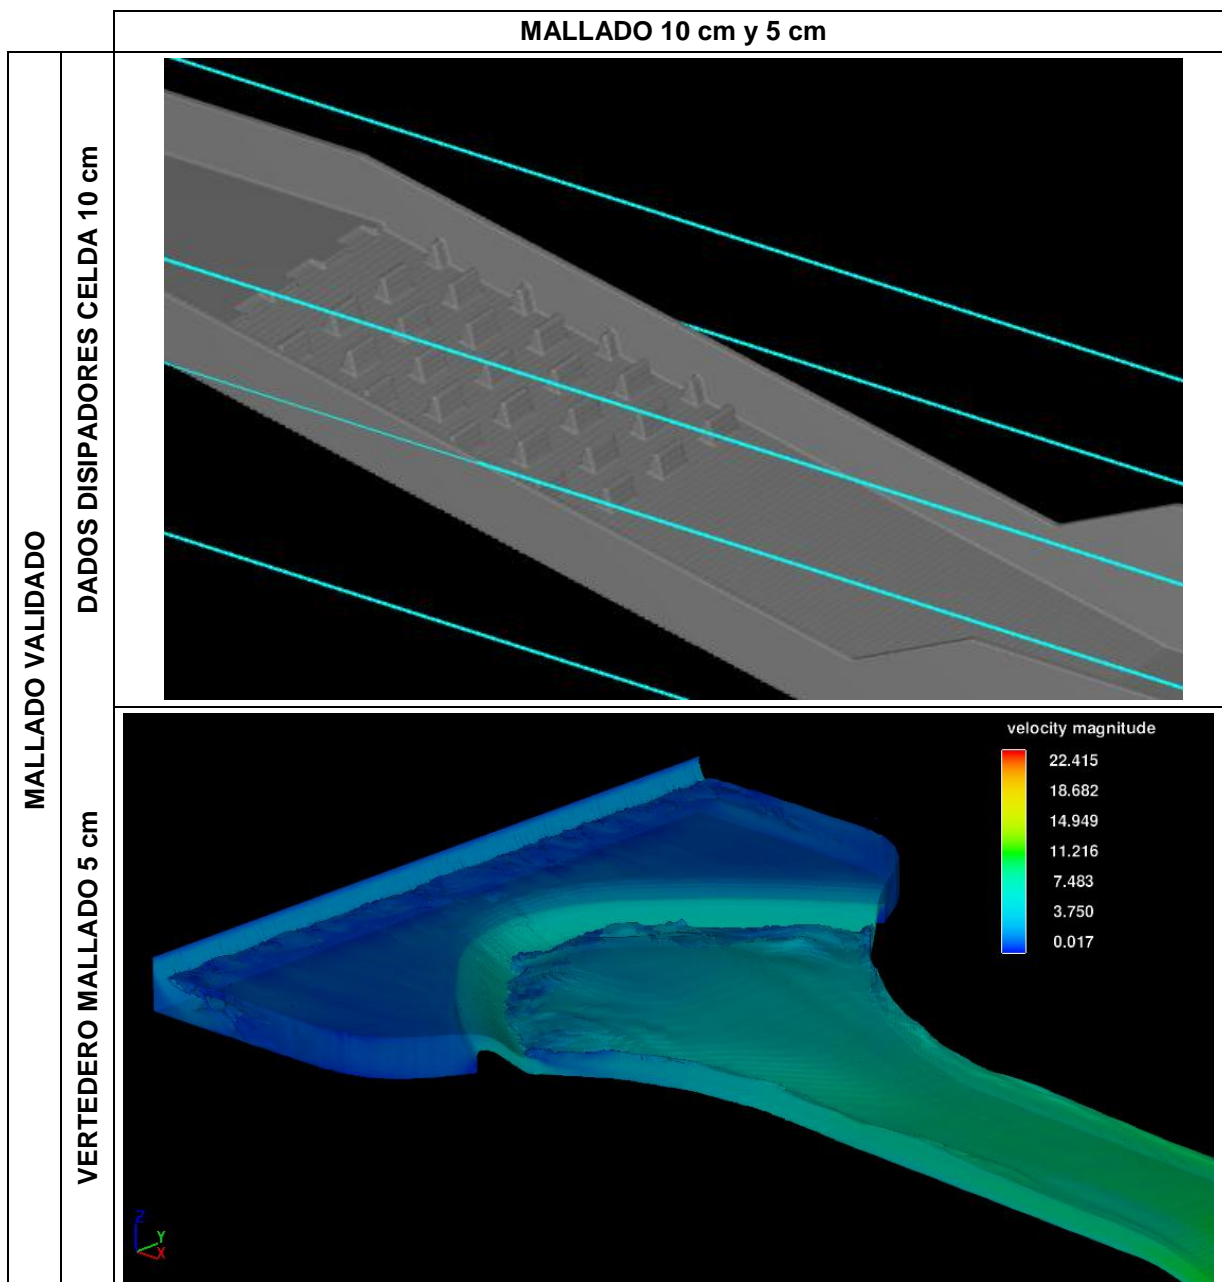 MALLADO 10 cm y 5 cm
MALLADO VALIDADO
DADOS DISIPADORES CELDA 10 cm
VERTEDERO MALLADO 5 cm
velocity magnitude
22.415
18.682
14.949
11.216
7.483
3.750
0.017
Z
Y
X